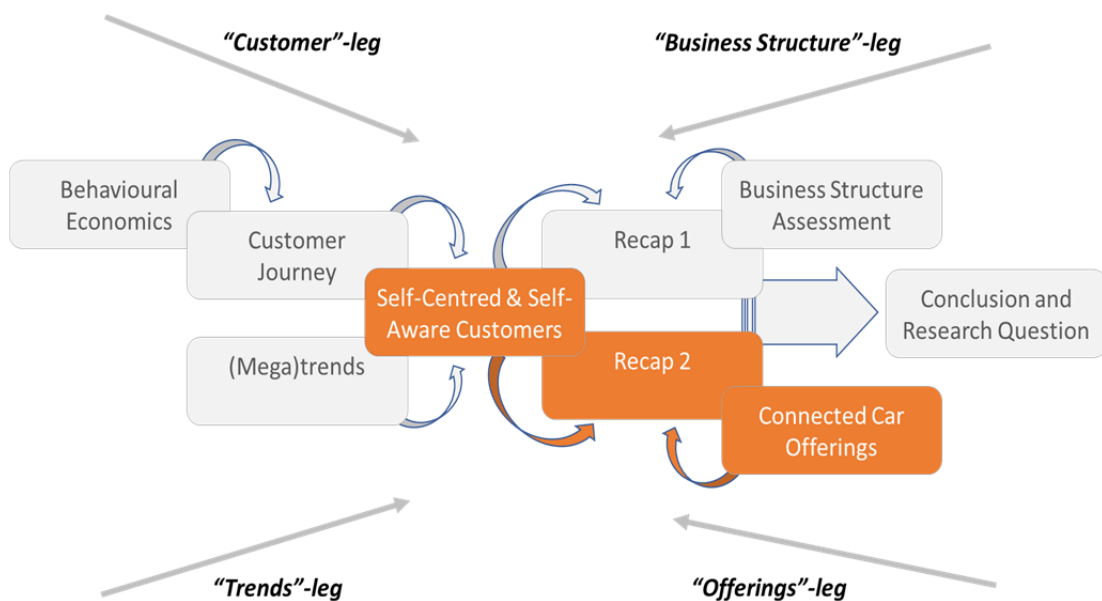 “Customer”-leg
“Business Structure”-leg
Behavioural
Economics
Customer
Journey
Self-Centred & Self-
Aware Customers
(Mega)trends
Recap 1
Business Structure
Assessment
Recap 2
Connected Car
Offerings
Conclusion and
Research Question
“Trends”-leg
“Offerings”-leg